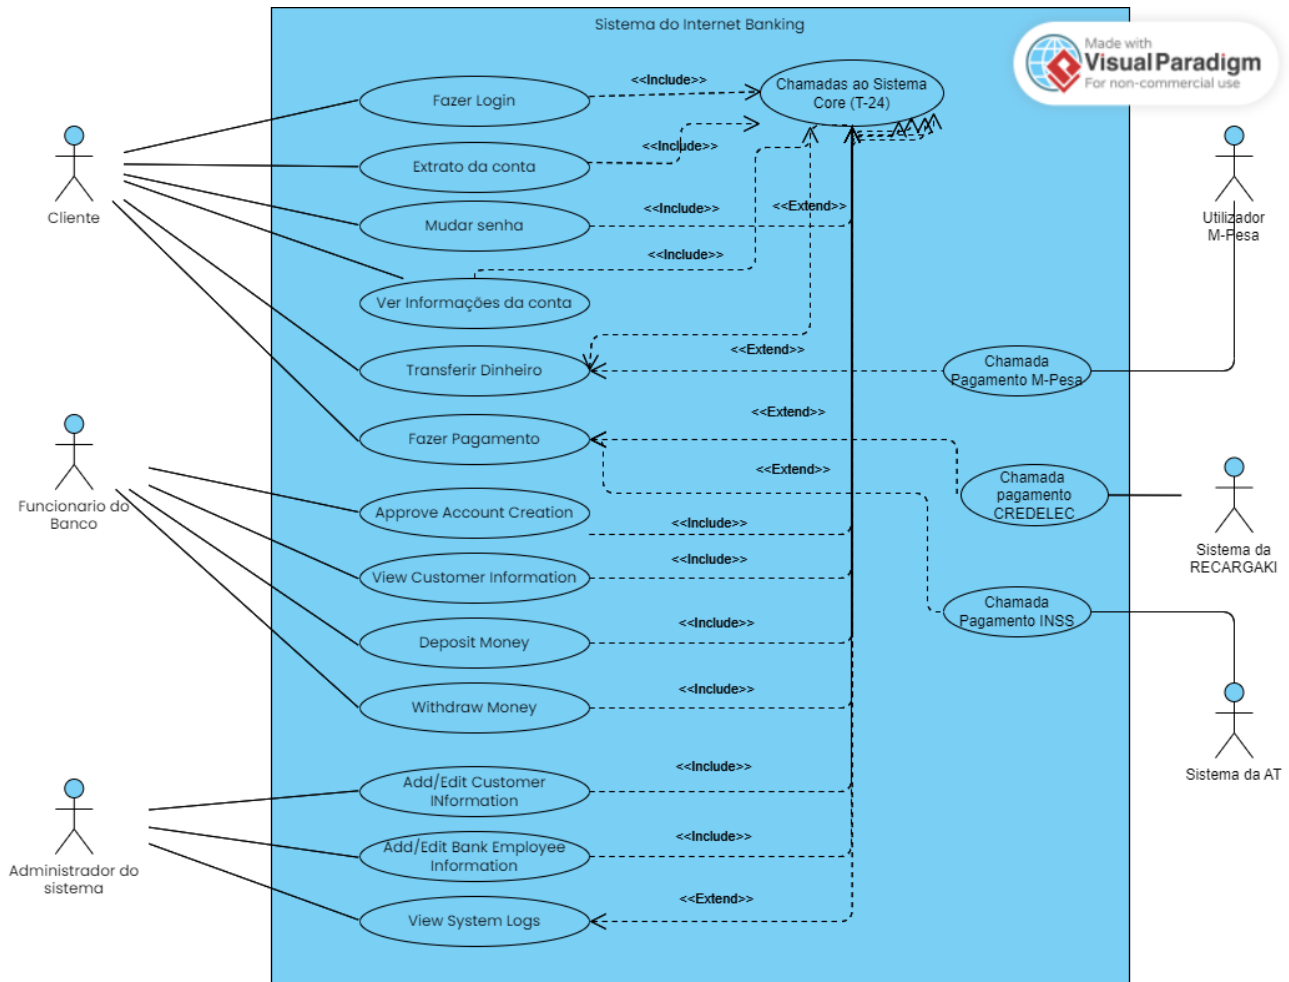 Sistema do Internet Banking
Made with
Visual Paradigm
For non-commercial use
<<Include>>
Chamadas ao Sistema
Core (T-24)
Fazer Login
<<Include>>
Extrato da conta
Cliente
Utilizador
M-Pesa
<<Include>>
<<Extend>>
Mudar senha
<<Include>>
Ver Informações da conta
<<Extend>>
Transferir Dinheiro
Chamada
Pagamento M-Pesa
<<Extend>>
Fazer Pagamento
<<Extend>>
Chamada
pagamento
CREDELEC
Funcionario do
Banco
Approve Account Creation
<<Include>>
Sistema da
RECARGAKI
<<Include>>
View Customer Information
Chamada
Pagamento INSS
<<Include>>
Deposit Money
<<Include>>
Withdraw Money
<<Include>>
Sistema da AT
Add/Edit Customer
INformation
<<Include>>
Add/Edit Bank Employee
Information
Administrador do
sistema
<<Extend>>
View System Logs